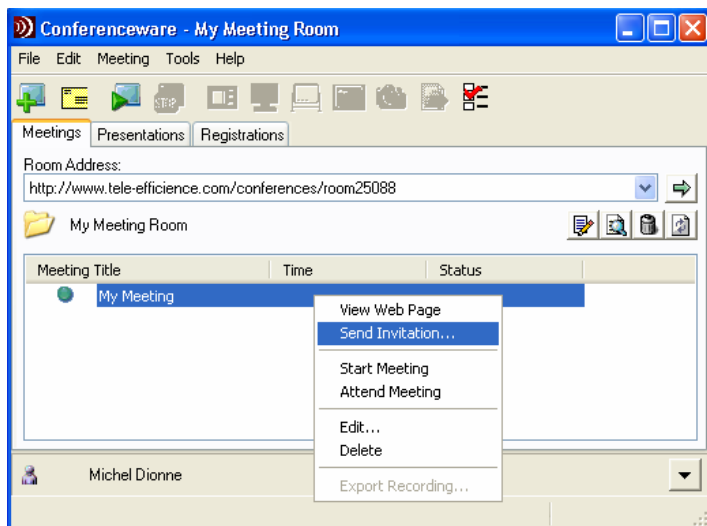 Conferenceware - My Meeting Room
File Edit Meeting Tools Help
STOP
Meetings Presentations Registrations
Room Address:
http://www.tele-efficience.com/conferences/room25088
My Meeting Room
Meeting Title Time Status
My Meeting
View Web Page
Send Invitation...
Start Meeting
Attend Meeting
Edit...
Delete
Export Recording...
Michel Dionne